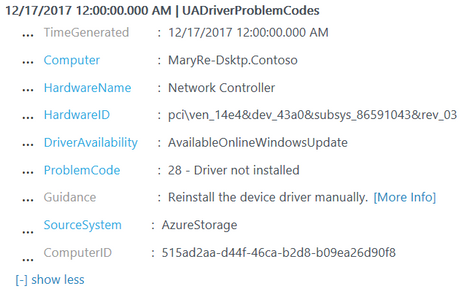 12/17/2017 12:00:00.000 AM | UADriverProblemCodes
... TimeGenerated : 12/17/2017 12:00:00.000 AM
... Computer : MaryRe-Dsktp.Contoso
... HardwareName : Network Controller
... HardwareID : pci\ven_14e4&dev_43a0&subsys_86591043&rev_03
... DriverAvailability : AvailableOnlineWindowsUpdate
... ProblemCode : 28 - Driver not installed
... Guidance : Reinstall the device driver manually. [More Info]
... SourceSystem : AzureStorage
... ComputerID : 515ad2aa-d44f-46ca-b2d8-b09ea26d90f8
[-] show less